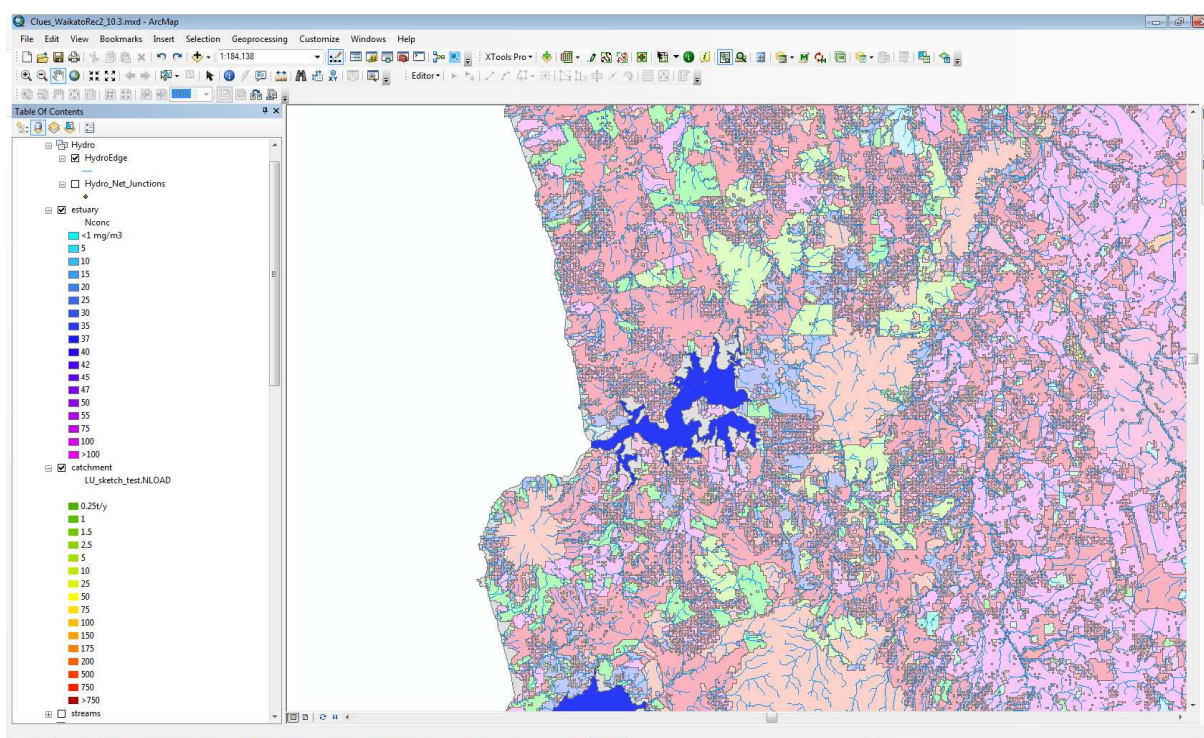 Clues_WaikatoRec2_10.3.mxd - ArcMap
File Edit View Bookmarks Insert Selection Geoprocessing Customize Windows Help
1:184,138
XTools Pro
Editor
Table Of Contents
Hydro
HydroEdge
Hydro_Net_Junctions
estuary
Nconc
<1 mg/m3
5
10
15
20
25
30
35
37
40
42
45
47
50
55
75
100
>100
catchment
LU_sketch_test.NLOAD
0.25t/y
1
1.5
2.5
5
10
25
50
75
100
150
175
200
500
750
>750
streams